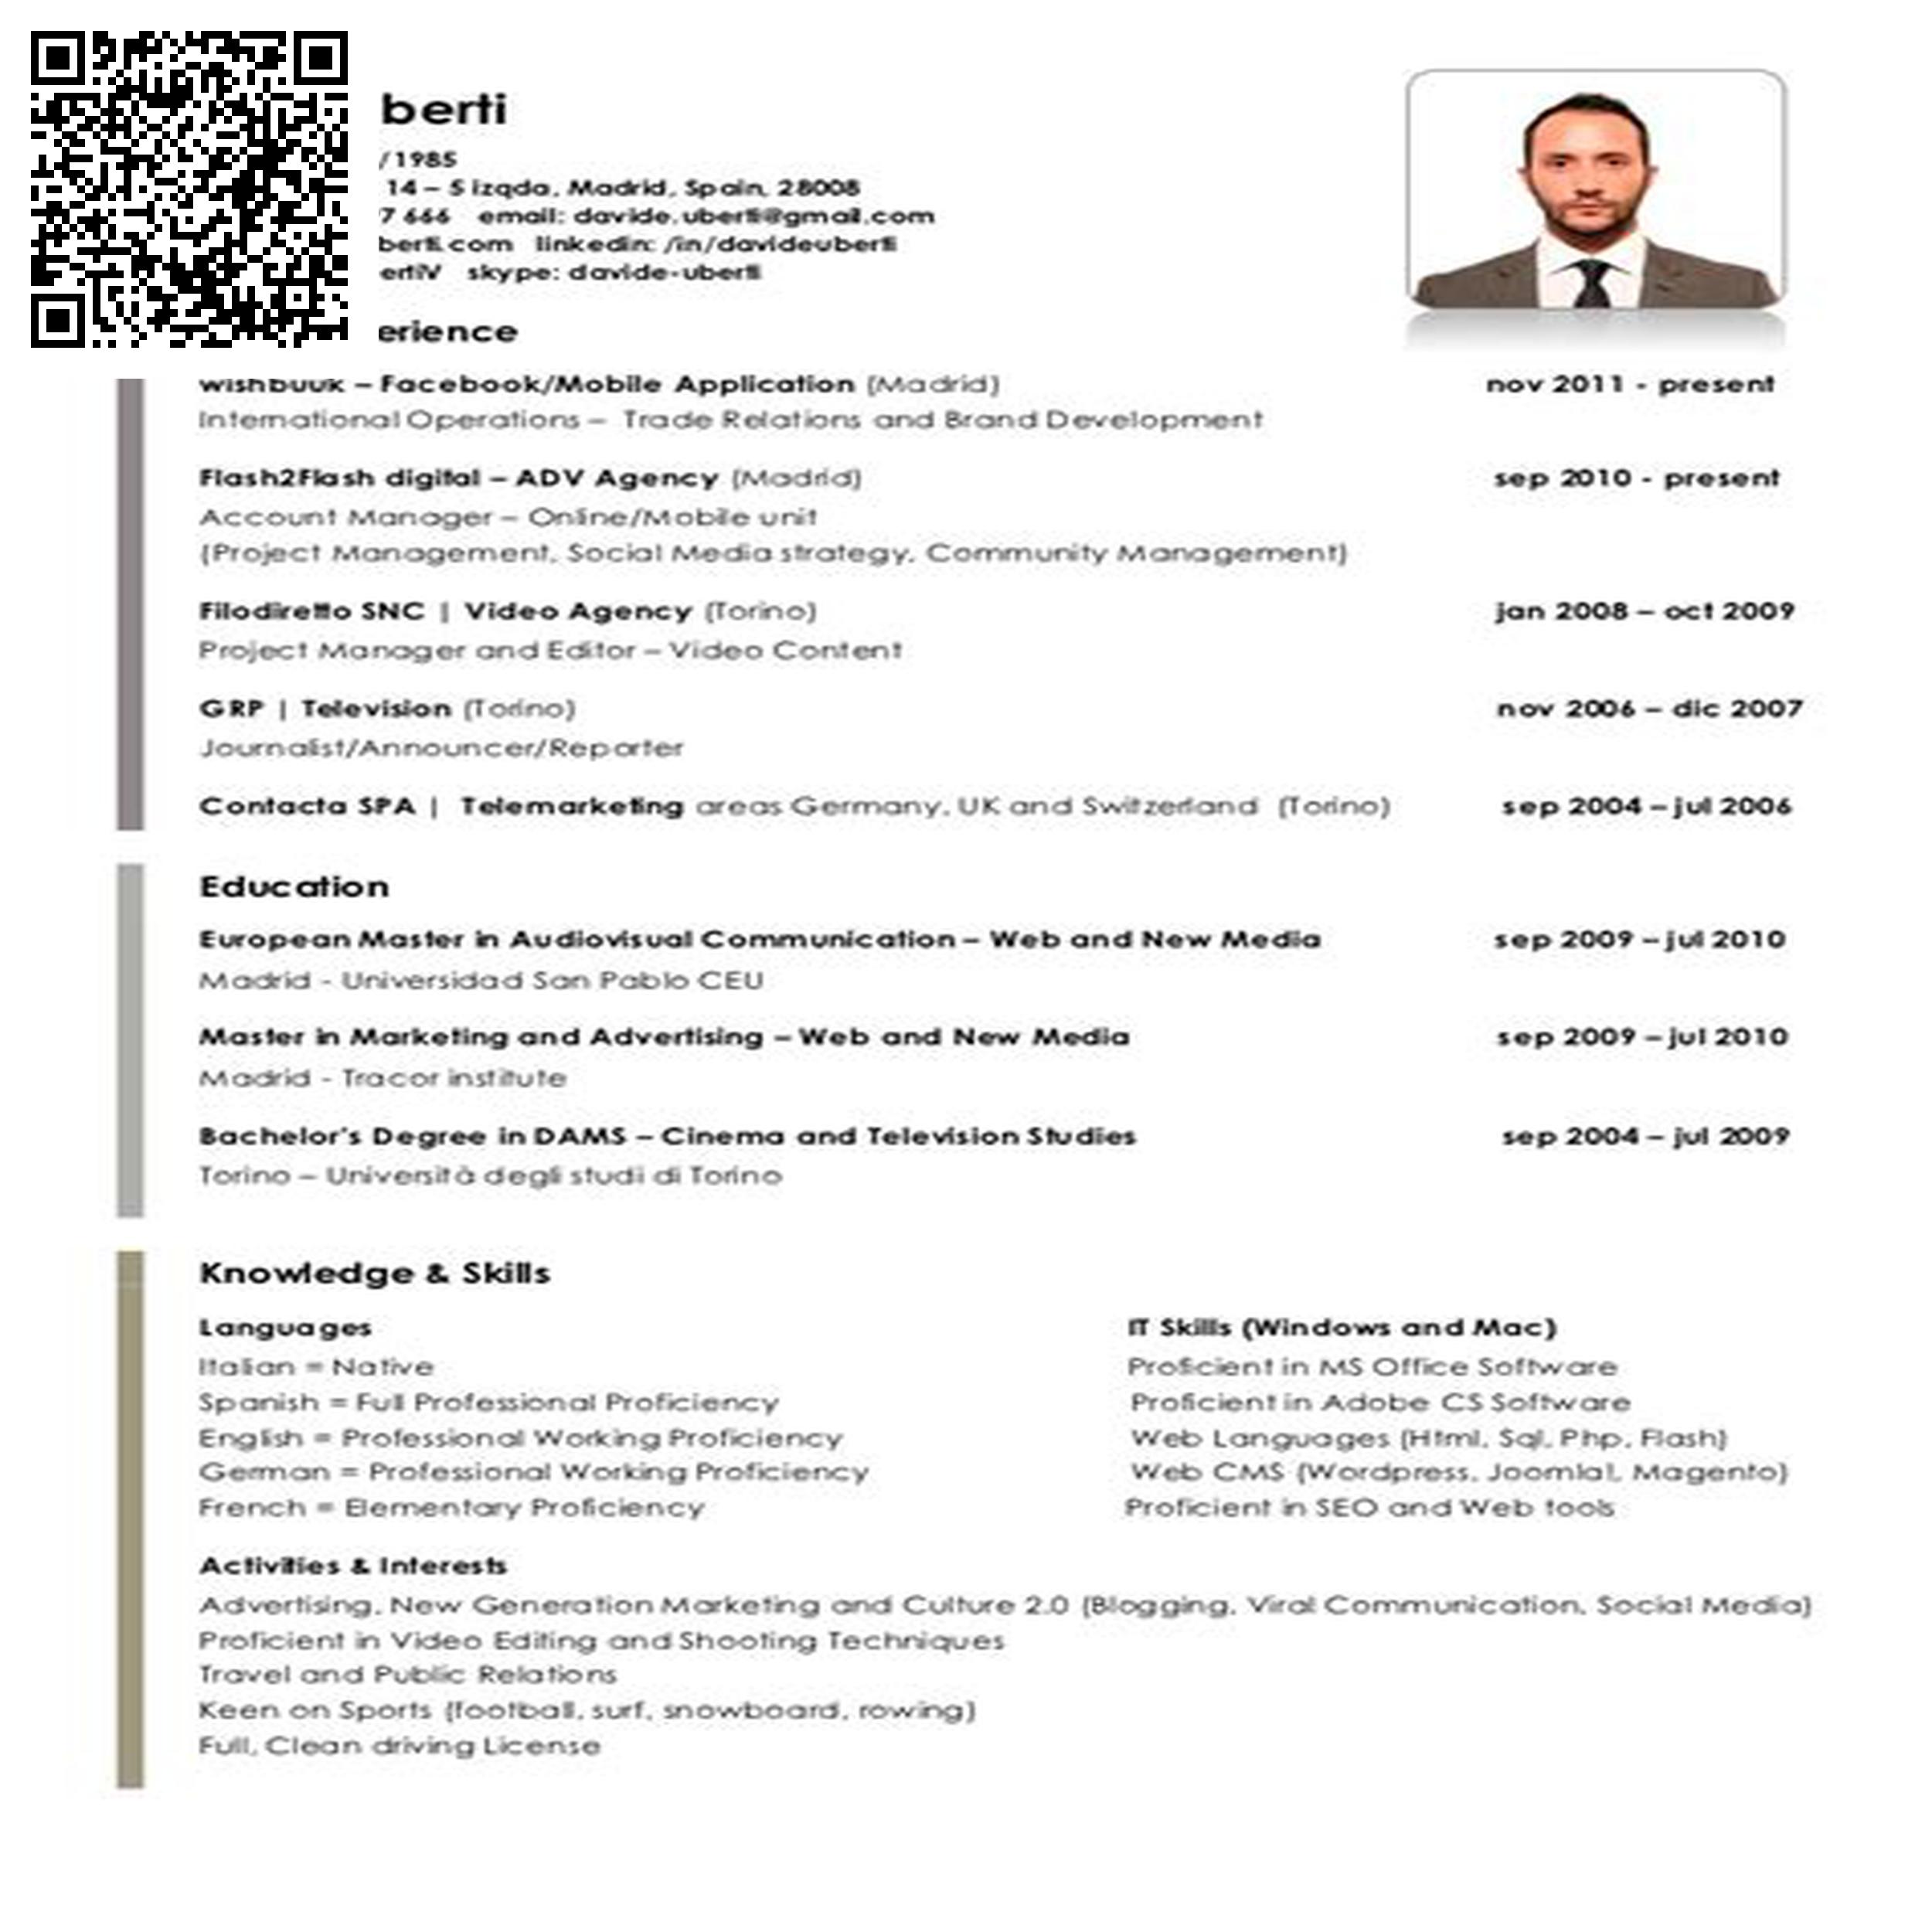 berti
/1985
14 – 5 izqda, Madrid, Spain, 28008
7 666 email: davide.uberti@gmail.com
berti.com linkedin: /in/davideuberti
ertiV skype: davide-uberti
erience
wishbuuk – Facebook/Mobile Application (Madrid) nov 2011 - present
International Operations – Trade Relations and Brand Development
Flash2Flash digital – ADV Agency (Madrid) sep 2010 - present
Account Manager – Online/Mobile unit
(Project Management, Social Media strategy, Community Management)
Filodiretto SNC | Video Agency (Torino) jan 2008 – oct 2009
Project Manager and Editor – Video Content
GRP | Television (Torino) nov 2006 – dic 2007
Journalist/Announcer/Reporter
Contacta SPA | Telemarketing areas Germany, UK and Switzerland (Torino) sep 2004 – jul 2006
Education
European Master in Audiovisual Communication – Web and New Media sep 2009 – jul 2010
Madrid - Universidad San Pablo CEU
Master in Marketing and Advertising – Web and New Media sep 2009 – jul 2010
Madrid - Tracor institute
Bachelor's Degree in DAMS – Cinema and Television Studies sep 2004 – jul 2009
Torino – Università degli studi di Torino
Knowledge & Skills
Languages
Italian = Native
Spanish = Full Professional Proficiency
English = Professional Working Proficiency
German = Professional Working Proficiency
French = Elementary Proficiency
IT Skills (Windows and Mac)
Proficient in MS Office Software
Proficient in Adobe CS Software
Web Languages (Html, Sql, Php, Flash)
Web CMS (Wordpress, Joomla!, Magento)
Proficient in SEO and Web tools
Activities & Interests
Advertising, New Generation Marketing and Culture 2.0 (Blogging, Viral Communication, Social Media)
Proficient in Video Editing and Shooting Techniques
Travel and Public Relations
Keen on Sports (football, surf, snowboard, rowing)
Full, Clean driving License